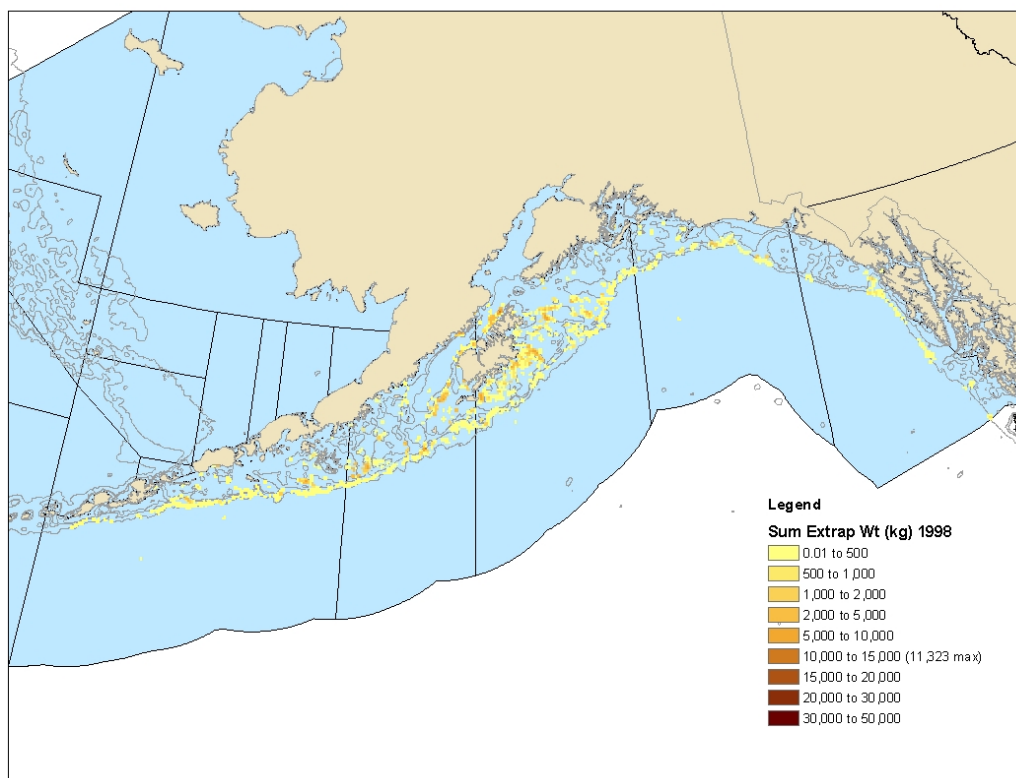 Legend
Sum Extrap Wt (kg) 1998
0.01 to 500
500 to 1,000
1,000 to 2,000
2,000 to 5,000
5,000 to 10,000
10,000 to 15,000 (11,323 max)
15,000 to 20,000
20,000 to 30,000
30,000 to 50,000